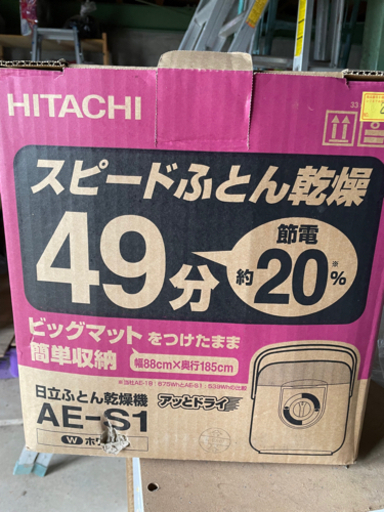 HITACHI
スピードふとん乾燥
49分
節電
約20%※
ビッグマットをつけたまま
簡単収納
幅88cm×奥行185cm
日立ふとん乾燥機 アッとドライ
AE-S1
W